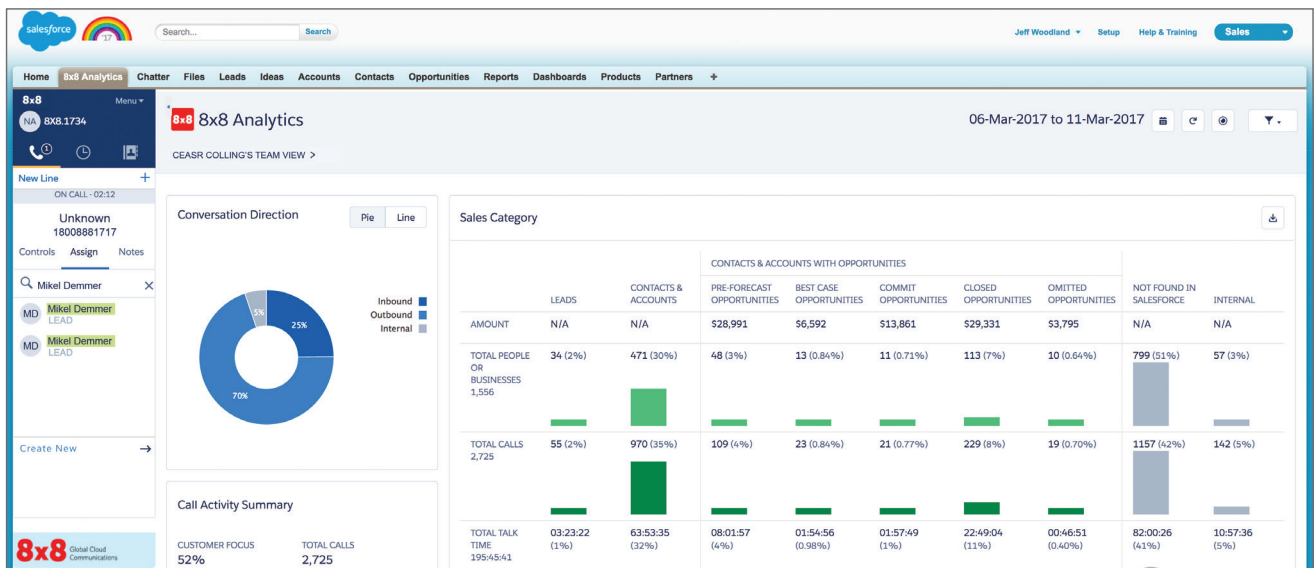 salesforce
'17
Search...
Search
Jeff Woodland
Setup
Help & Training
Sales
Home
8x8 Analytics
Chatter
Files
Leads
Ideas
Accounts
Contacts
Opportunities
Reports
Dashboards
Products
Partners
+
8x8
Menu
NA
8X8.1734
1
New Line
+
ON CALL - 02:12
Unknown
18008881717
Controls
Assign
Notes
Mikel Demmer
X
MD
Mikel Demmer
LEAD
MD
Mikel Demmer
LEAD
Create New
8x8
Global Cloud
Communications
8x8
8x8 Analytics
06-Mar-2017 to 11-Mar-2017
CEASR COLLING'S TEAM VIEW >
Conversation Direction
Pie
Line
5%
25%
70%
Inbound
Outbound
Internal
Call Activity Summary
CUSTOMER FOCUS
TOTAL CALLS
52%
2,725
Sales Category
CONTACTS & ACCOUNTS WITH OPPORTUNITIES
LEADS
CONTACTS &
ACCOUNTS
PRE-FORECAST
OPPORTUNITIES
BEST CASE
OPPORTUNITIES
COMMIT
OPPORTUNITIES
CLOSED
OPPORTUNITIES
OMITTED
OPPORTUNITIES
NOT FOUND IN
SALESFORCE
INTERNAL
AMOUNT
N/A
N/A
$28,991
$6,592
$13,861
$29,331
$3,795
N/A
N/A
TOTAL PEOPLE
OR
BUSINESSES
1,556
34 (2%)
471 (30%)
48 (3%)
13 (0.84%)
11 (0.71%)
113 (7%)
10 (0.64%)
799 (51%)
57 (3%)
TOTAL CALLS
2,725
55 (2%)
970 (35%)
109 (4%)
23 (0.84%)
21 (0.77%)
229 (8%)
19 (0.70%)
1157 (42%)
142 (5%)
TOTAL TALK
TIME
195:45:41
03:23:22
(1%)
63:53:35
(32%)
08:01:57
(4%)
01:54:56
(0.98%)
01:57:49
(1%)
22:49:04
(11%)
00:46:51
(0.40%)
82:00:26
(41%)
10:57:36
(5%)